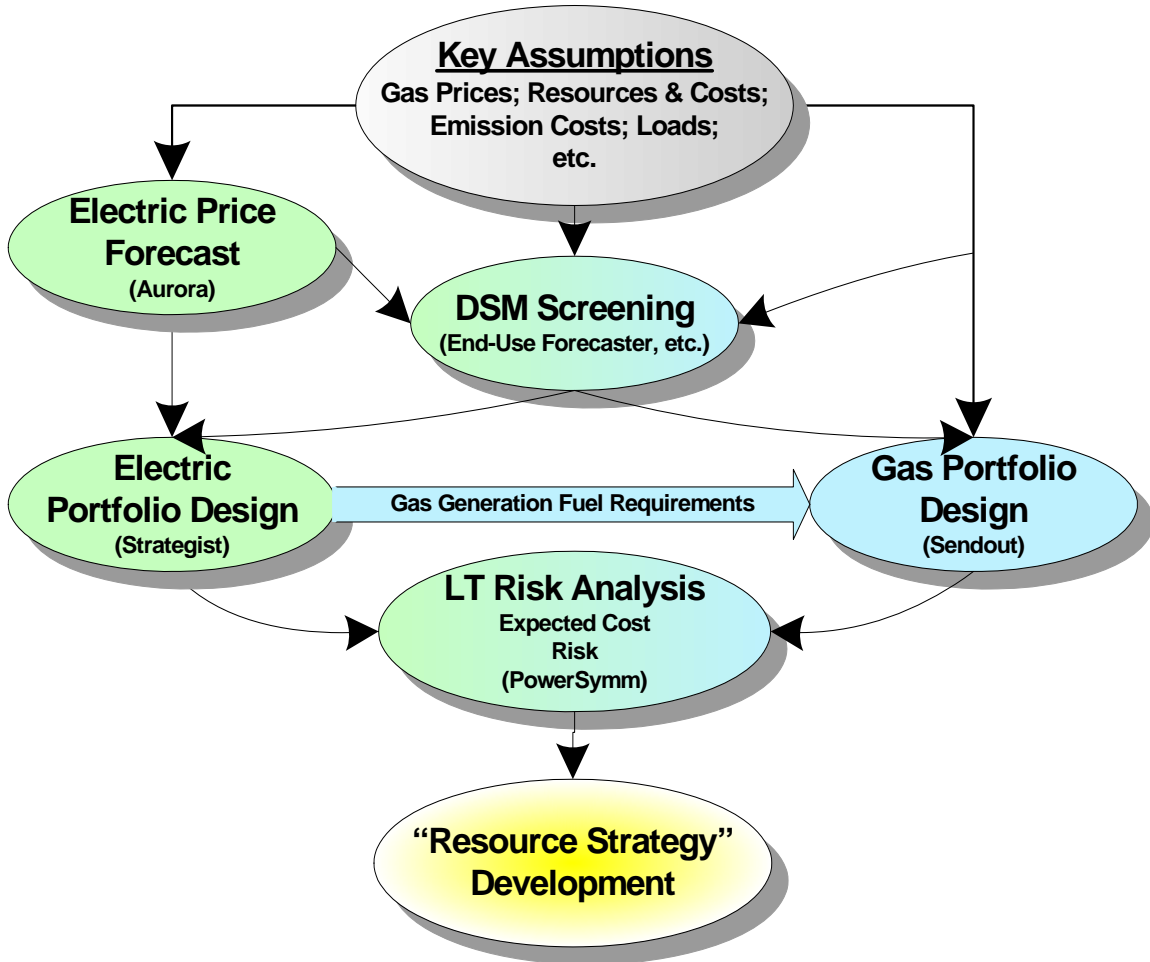 Key Assumptions
Gas Prices; Resources & Costs;
Emission Costs; Loads;
etc.
Electric Price
Forecast
(Aurora)
DSM Screening
(End-Use Forecaster, etc.)
Electric
Portfolio Design
(Strategist)
Gas Generation Fuel Requirements
Gas Portfolio
Design
(Sendout)
LT Risk Analysis
Expected Cost
Risk
(PowerSymm)
“Resource Strategy”
Development